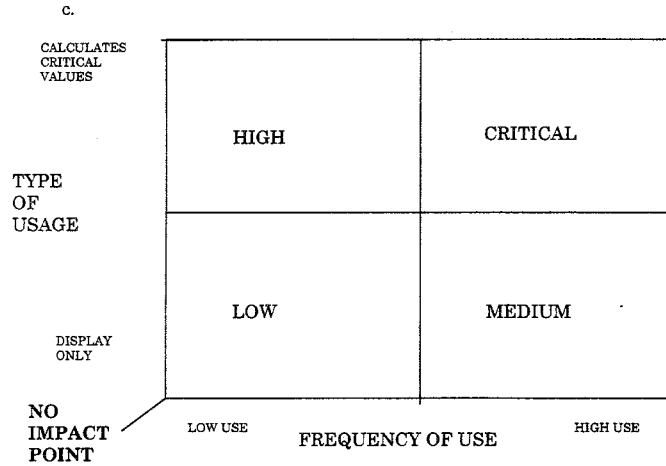 c.
CALCULATES
CRITICAL
VALUES
HIGH
CRITICAL
TYPE
OF
USAGE
LOW
MEDIUM
DISPLAY
ONLY
NO
IMPACT
POINT
LOW USE
FREQUENCY OF USE
HIGH USE